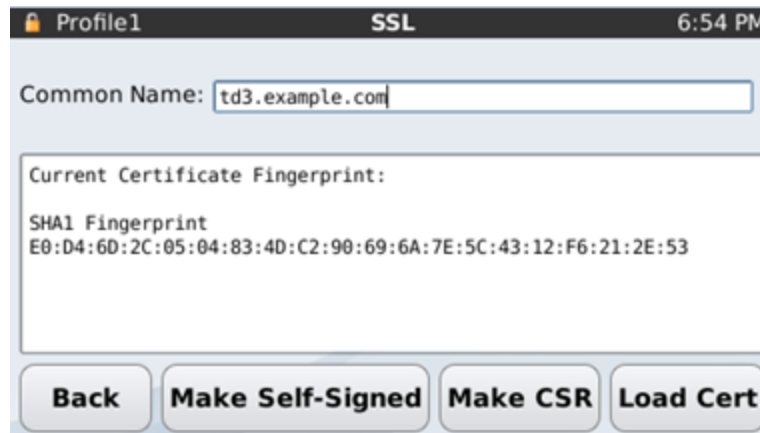 Profile1 SSL 6:54 PM
Common Name: td3.example.com
Current Certificate Fingerprint:
SHA1 Fingerprint
E0:D4:6D:2C:05:04:83:4D:C2:90:69:6A:7E:5C:43:12:F6:21:2E:53
Back Make Self-Signed Make CSR Load Cert